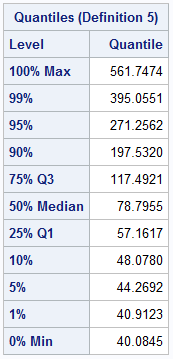 Quantiles (Definition 5)
Level Quantile
100% Max 561.7474
99% 395.0551
95% 271.2562
90% 197.5320
75% Q3 117.4921
50% Median 78.7955
25% Q1 57.1617
10% 48.0780
5% 44.2692
1% 40.9123
0% Min 40.0845